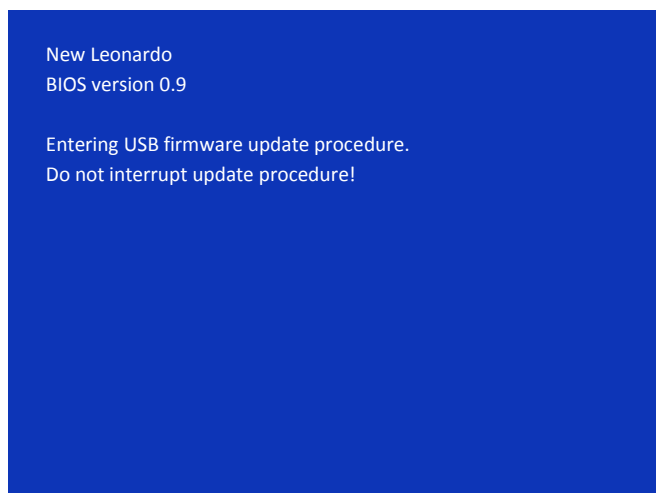 New Leonardo
BIOS version 0.9
Entering USB firmware update procedure.
Do not interrupt update procedure!